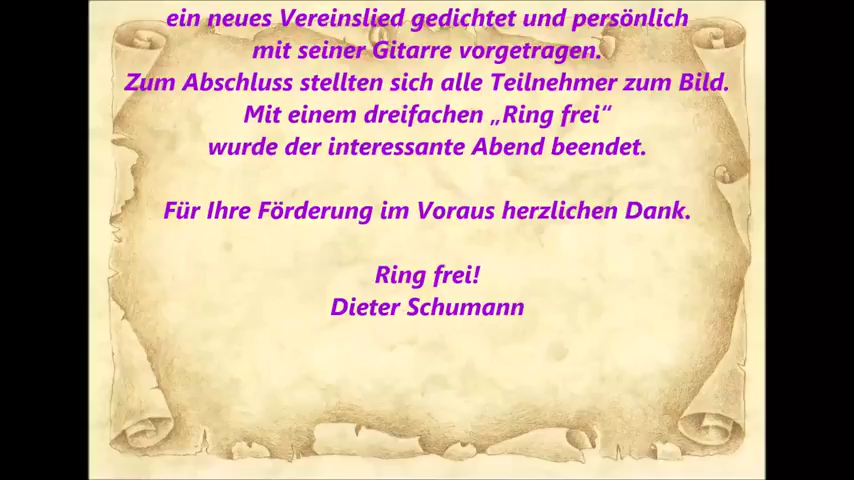 ein neues Vereinslied gedichtet und persönlich
mit seiner Gitarre vorgetragen.
Zum Abschluss stellten sich alle Teilnehmer zum Bild.
Mit einem dreifachen „Ring frei“
wurde der interessante Abend beendet.
Für Ihre Förderung im Voraus herzlichen Dank.
Ring frei!
Dieter Schumann